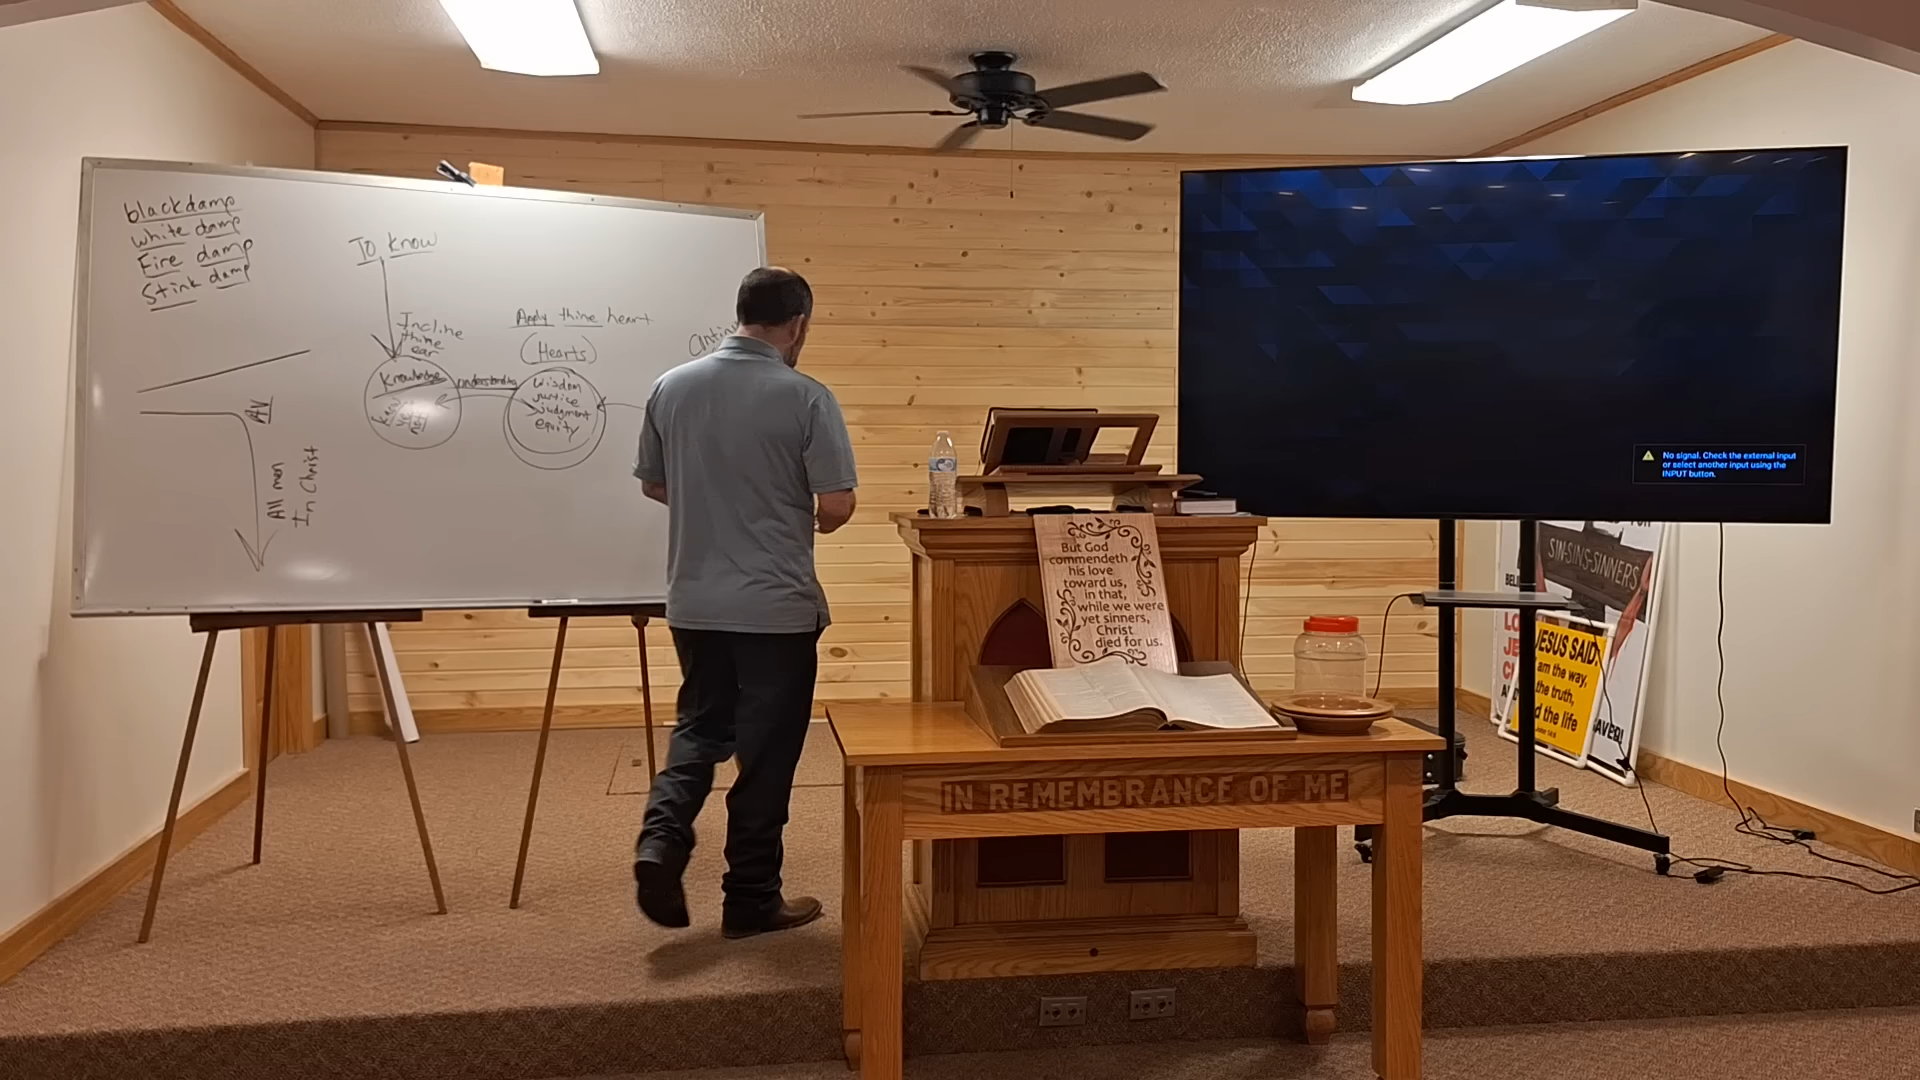 blackdamp
white damp
Fire damp
Stink damp
To know
Incline
thine
ear
Apply thine heart
(Hearts)
Knowledge
understanding
Wisdom
justice
judgment
equity
AV
All men
In Christ
But God
commendeth
his love
toward us,
in that,
while we were
yet sinners,
Christ
died for us.
IN REMEMBRANCE OF ME
No signal. Check the external input
or select another input using the
INPUT button.
SIN-SINS-SINNERS
JESUS SAID:
am the way,
the truth,
d the life